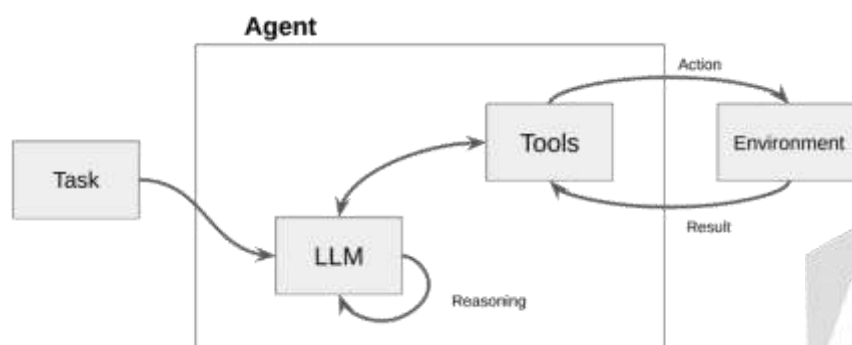 Agent
Action
Tools
Environment
Task
Result
LLM
Reasoning